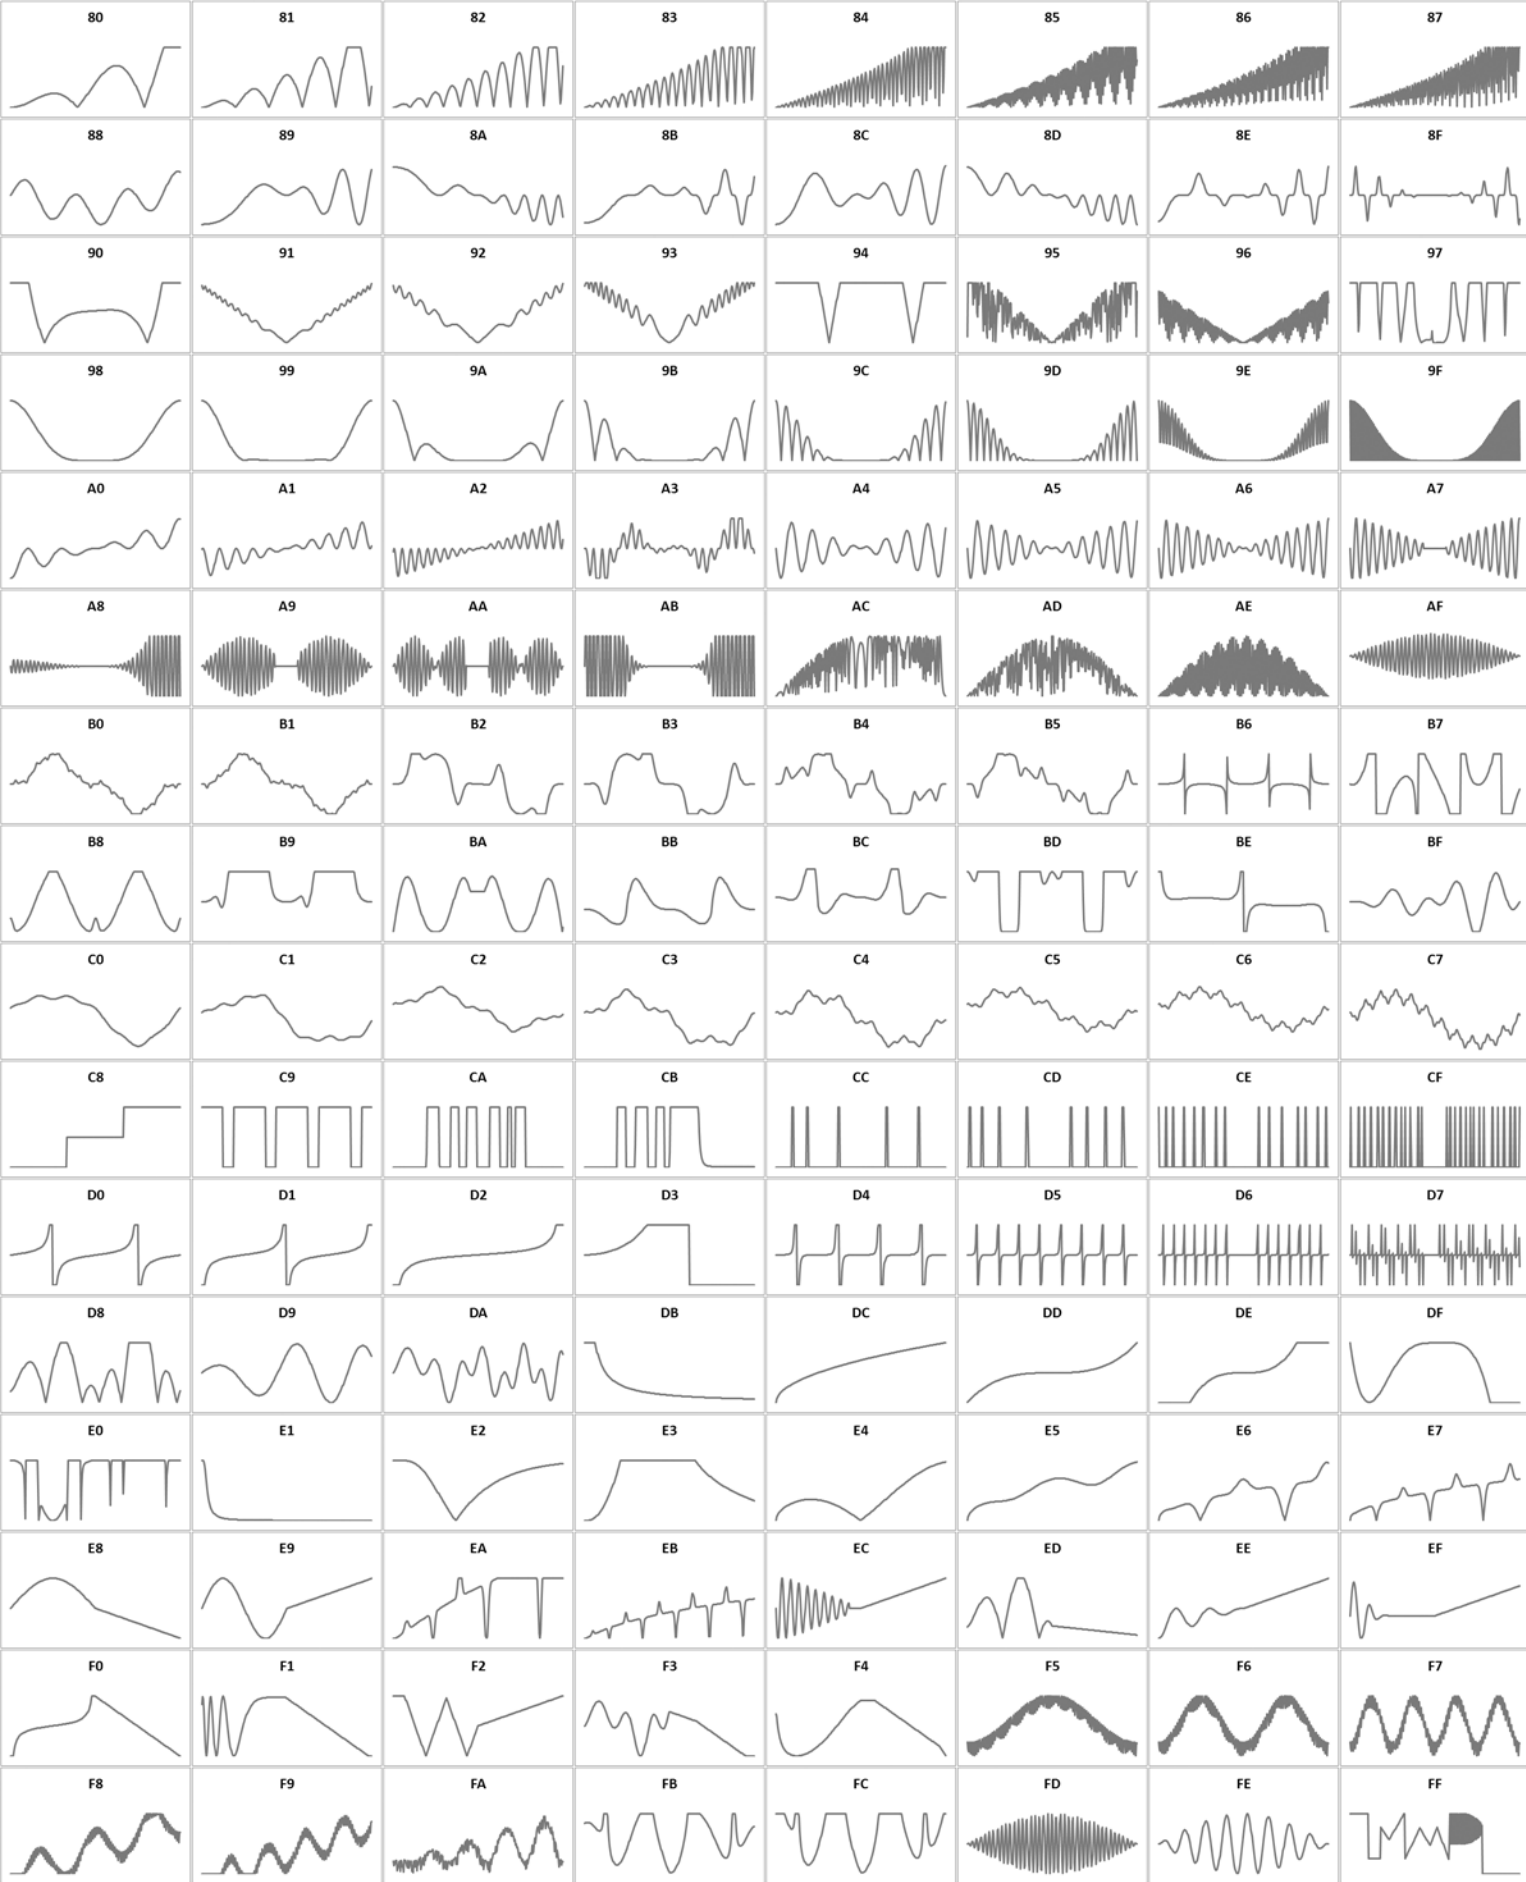 80 81 82 83 84 85 86 87
88 89 8A 8B 8C 8D 8E 8F
90 91 92 93 94 95 96 97
98 99 9A 9B 9C 9D 9E 9F
A0 A1 A2 A3 A4 A5 A6 A7
A8 A9 AA AB AC AD AE AF
B0 B1 B2 B3 B4 B5 B6 B7
B8 B9 BA BB BC BD BE BF
C0 C1 C2 C3 C4 C5 C6 C7
C8 C9 CA CB CC CD CE CF
D0 D1 D2 D3 D4 D5 D6 D7
D8 D9 DA DB DC DD DE DF
E0 E1 E2 E3 E4 E5 E6 E7
E8 E9 EA EB EC ED EE EF
F0 F1 F2 F3 F4 F5 F6 F7
F8 F9 FA FB FC FD FE FF